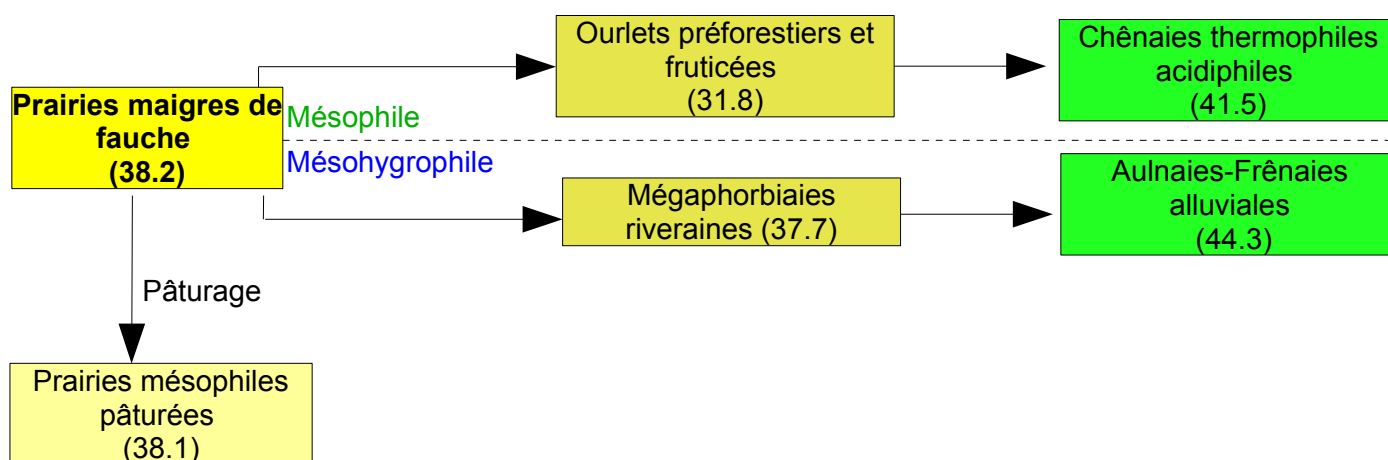 Prairies maigres de
fauche
(38.2)
Mésophile
Mésohygrophile
Ourlets préforestiers et
fruticées
(31.8)
Chênaies thermophiles
acidiphiles
(41.5)
Mégaphorbiaies
riveraines (37.7)
Aulnaies-Frênaies
alluviales
(44.3)
Pâturage
Prairies mésophiles
pâturées
(38.1)